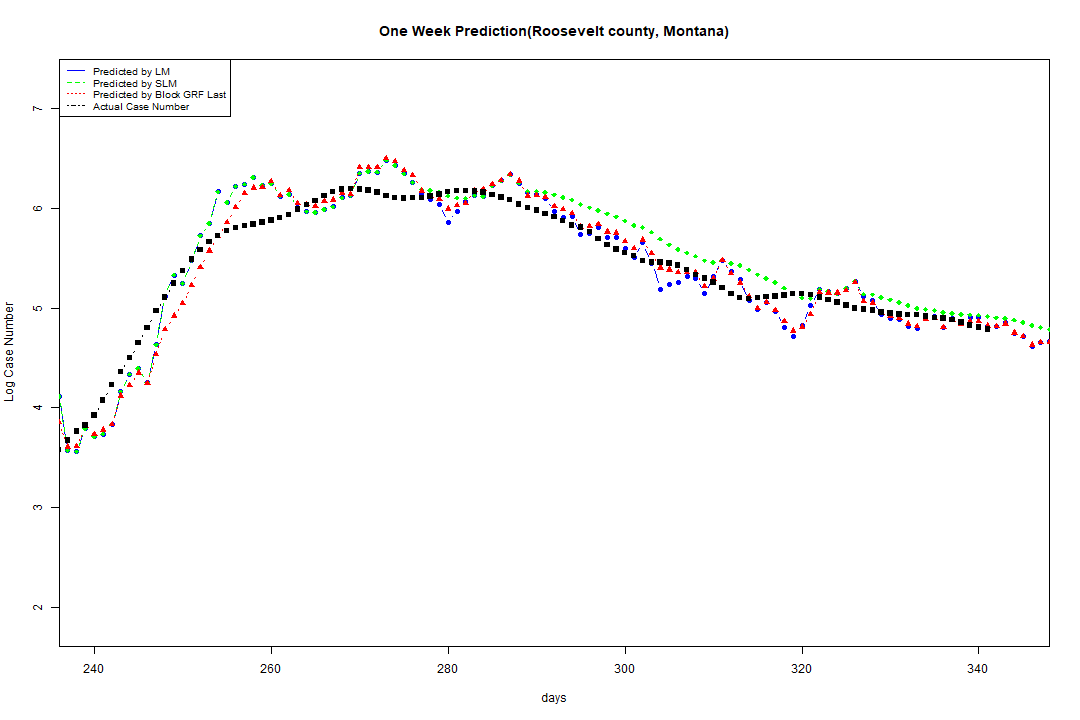 One Week Prediction(Roosevelt county, Montana)
Predicted by LM
Predicted by SLM
Predicted by Block GRF Last
Actual Case Number
7
6
5
4
3
2
Log Case Number
240 260 280 300 320 340
days